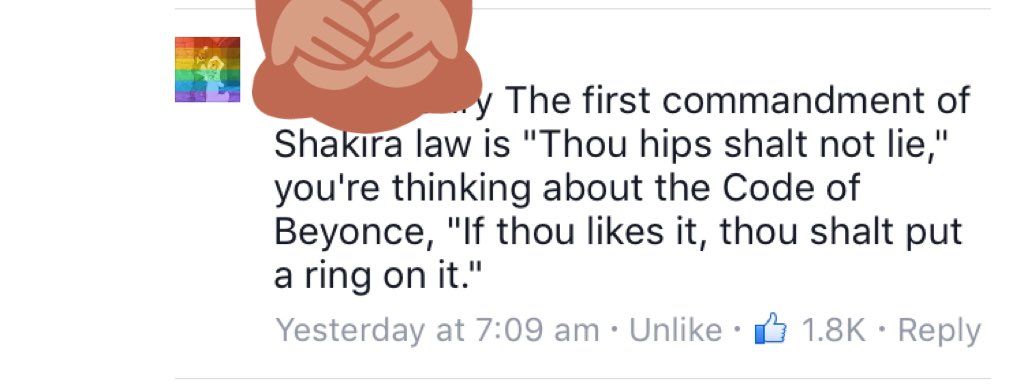 The first commandment of
Shakira law is "Thou hips shalt not lie,"
you're thinking about the Code of
Beyonce, "If thou likes it, thou shalt put
a ring on it."
Yesterday at 7:09 am · Unlike · 1.8K · Reply